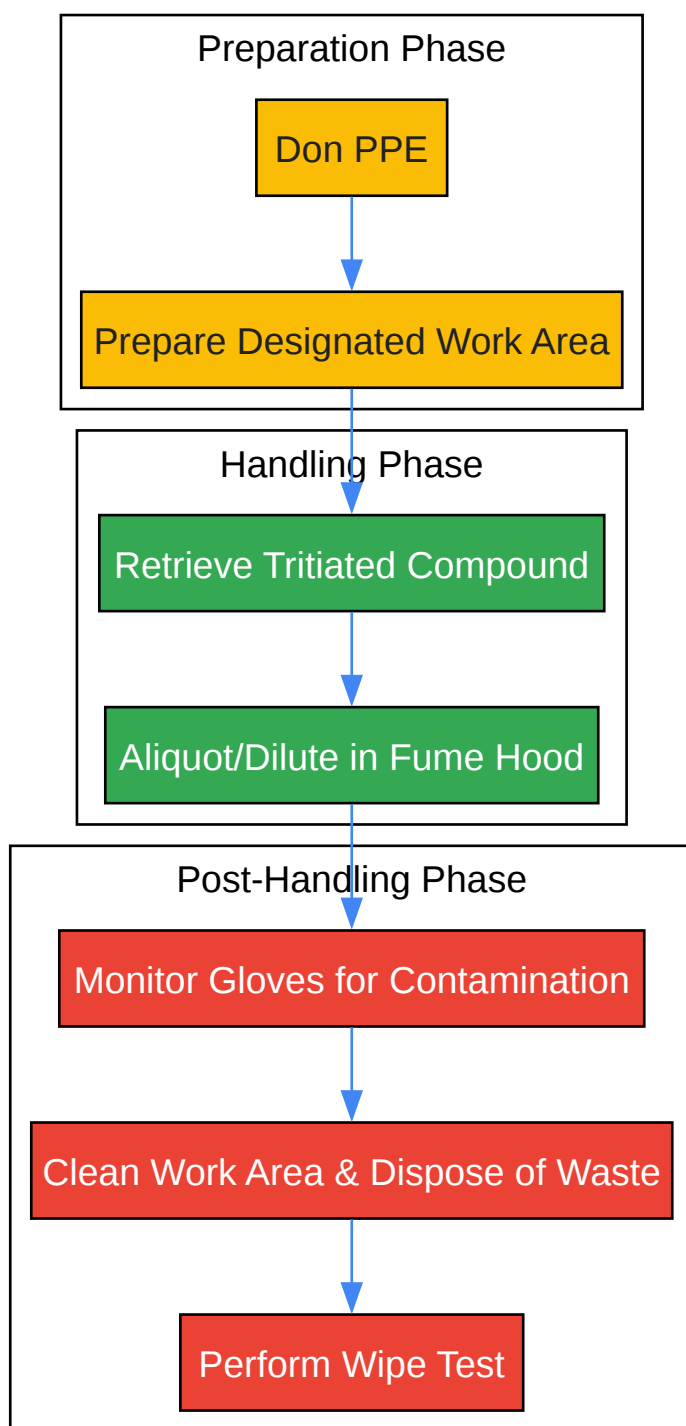 Preparation Phase
Don PPE
Prepare Designated Work Area
Handling Phase
Retrieve Tritiated Compound
Aliquot/Dilute in Fume Hood
Post-Handling Phase
Monitor Gloves for Contamination
Clean Work Area & Dispose of Waste
Perform Wipe Test